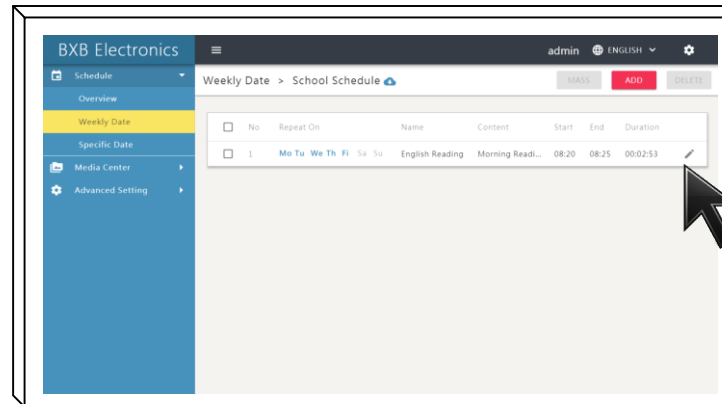 BXB Electronics
admin ENGLISH
Schedule
Overview
Weekly Date
Specific Date
Media Center
Advanced Setting
Weekly Date > School Schedule
MASS ADD DELETE
No Repeat On Name Content Start End Duration
1 Mo Tu We Th Fi Sa Su English Reading Morning Readi... 08:20 08:25 00:02:53